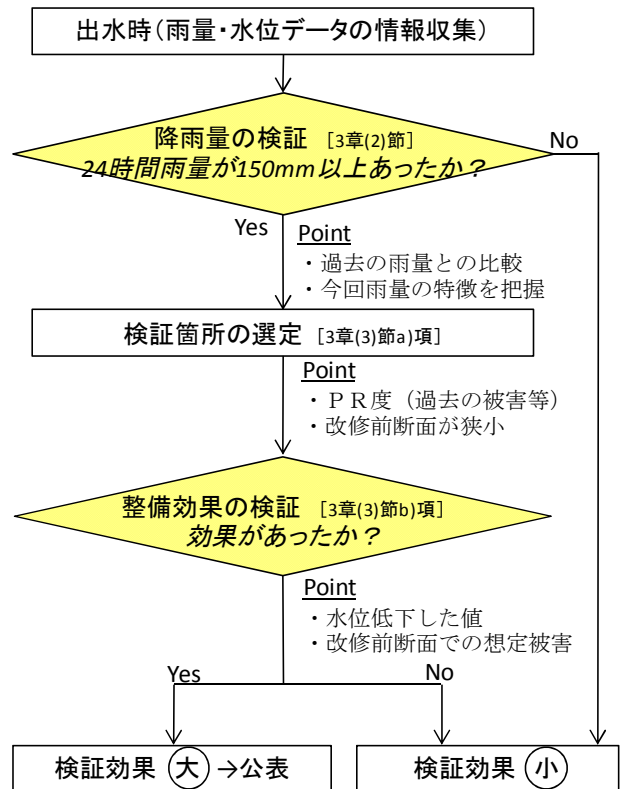 出水時(雨量・水位データの情報収集)
降雨量の検証 [3章(2)節]
24時間雨量が150mm以上あったか？
No
Yes
Point
・過去の雨量との比較
・今回雨量の特徴を把握
検証箇所の選定 [3章(3)節a)項]
Point
・ＰＲ度（過去の被害等）
・改修前断面が狭小
整備効果の検証 [3章(3)節b)項]
効果があったか？
Point
・水位低下した値
・改修前断面での想定被害
Yes
No
検証効果 大 →公表
検証効果 小